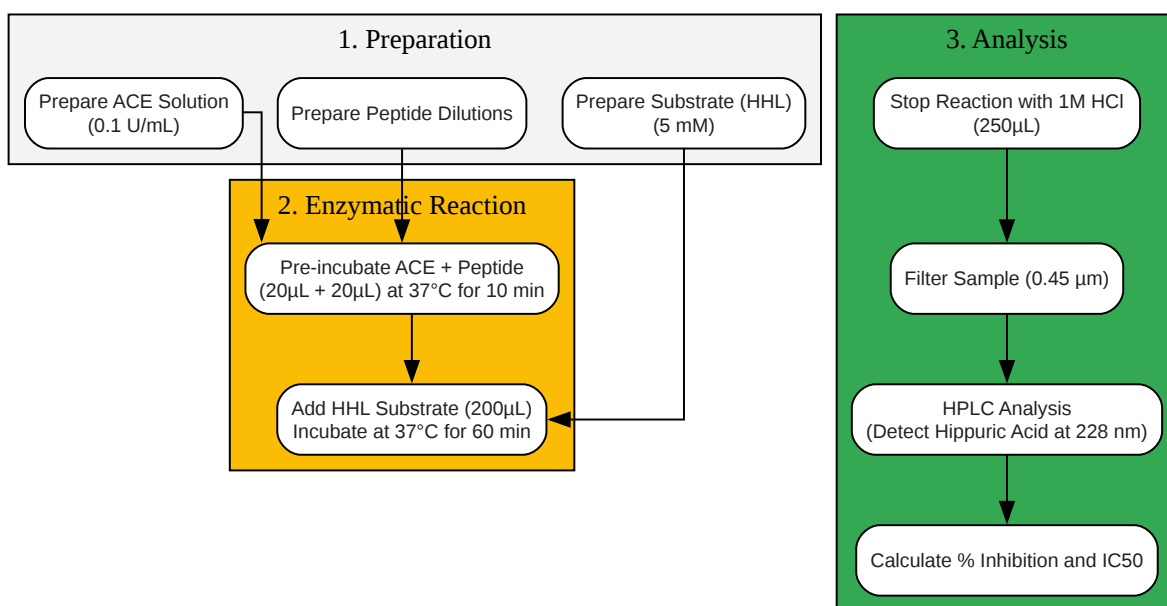 1. Preparation
Prepare ACE Solution
(0.1 U/mL)
Prepare Peptide Dilutions
Prepare Substrate (HHL)
(5 mM)
2. Enzymatic Reaction
Pre-incubate ACE + Peptide
(20µL + 20µL) at 37°C for 10 min
Add HHL Substrate (200µL)
Incubate at 37°C for 60 min
3. Analysis
Stop Reaction with 1M HCl
(250µL)
Filter Sample (0.45 µm)
HPLC Analysis
(Detect Hippuric Acid at 228 nm)
Calculate % Inhibition and IC50